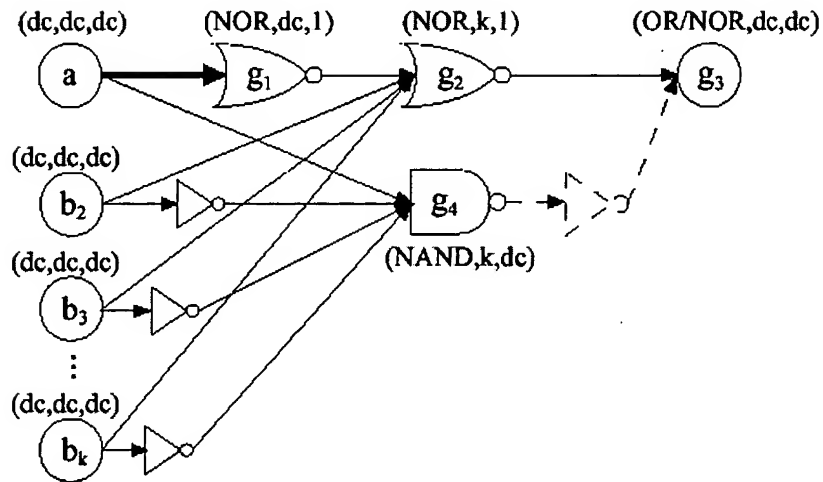 (dc,dc,dc) (NOR,dc,1) (NOR,k,1) (OR/NOR,dc,dc)
a g₁ g₂ g₃
(dc,dc,dc)
b₂ g₄
(NAND,k,dc)
(dc,dc,dc)
b₃
⋮
(dc,dc,dc)
bₖ